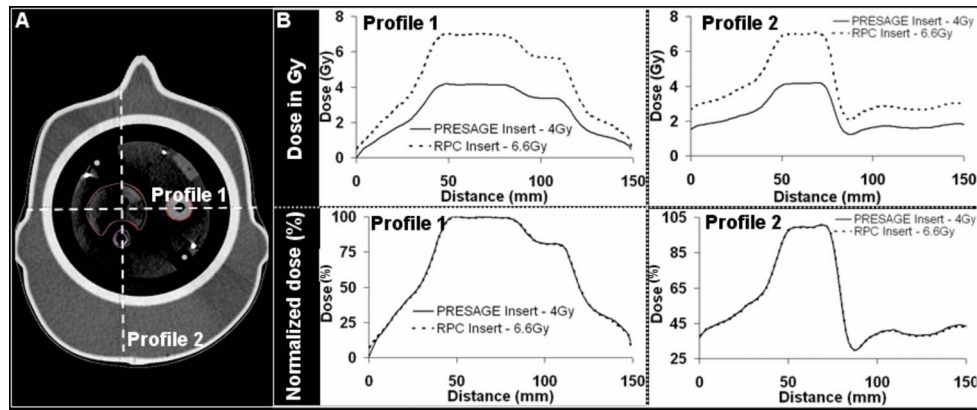 A
Profile 1
Profile 2
B
Dose in Gy
Profile 1
Dose (Gy)
8
6
4
2
0
PRESAGE Insert - 4Gy
RPC Insert - 6.6Gy
0
50
100
150
Distance (mm)
Profile 2
Dose (Gy)
8
6
4
2
0
PRESAGE Insert - 4Gy
RPC Insert - 6.6Gy
0
50
100
150
Distance (mm)
Normalized dose (%)
Profile 1
Dose (%)
100
75
50
25
0
PRESAGE Insert - 4Gy
RPC Insert - 6.6Gy
0
50
100
150
Distance (mm)
Profile 2
Dose (%)
105
85
65
45
25
PRESAGE Insert - 4Gy
RPC Insert - 6.6Gy
0
50
100
150
Distance (mm)